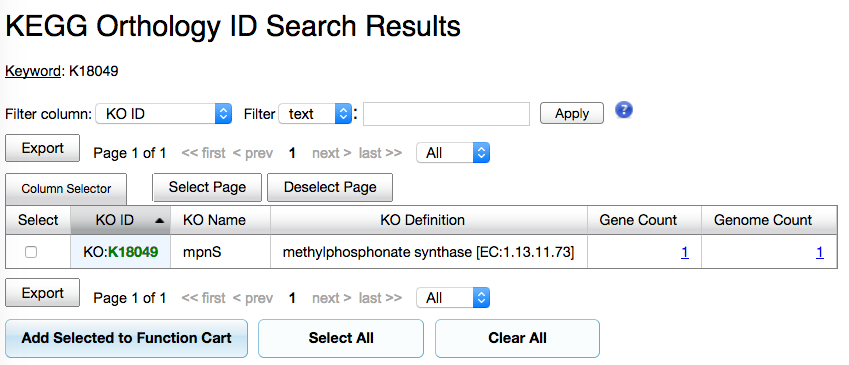 KEGG Orthology ID Search Results
Keyword: K18049
Filter column: KO ID Filter text : Apply ?
Export Page 1 of 1 << first < prev 1 next > last >> All
Column Selector Select Page Deselect Page
Select KO ID KO Name KO Definition Gene Count Genome Count
KO:K18049 mpnS methylphosphonate synthase [EC:1.13.11.73] 1 1
Export Page 1 of 1 << first < prev 1 next > last >> All
Add Selected to Function Cart Select All Clear All